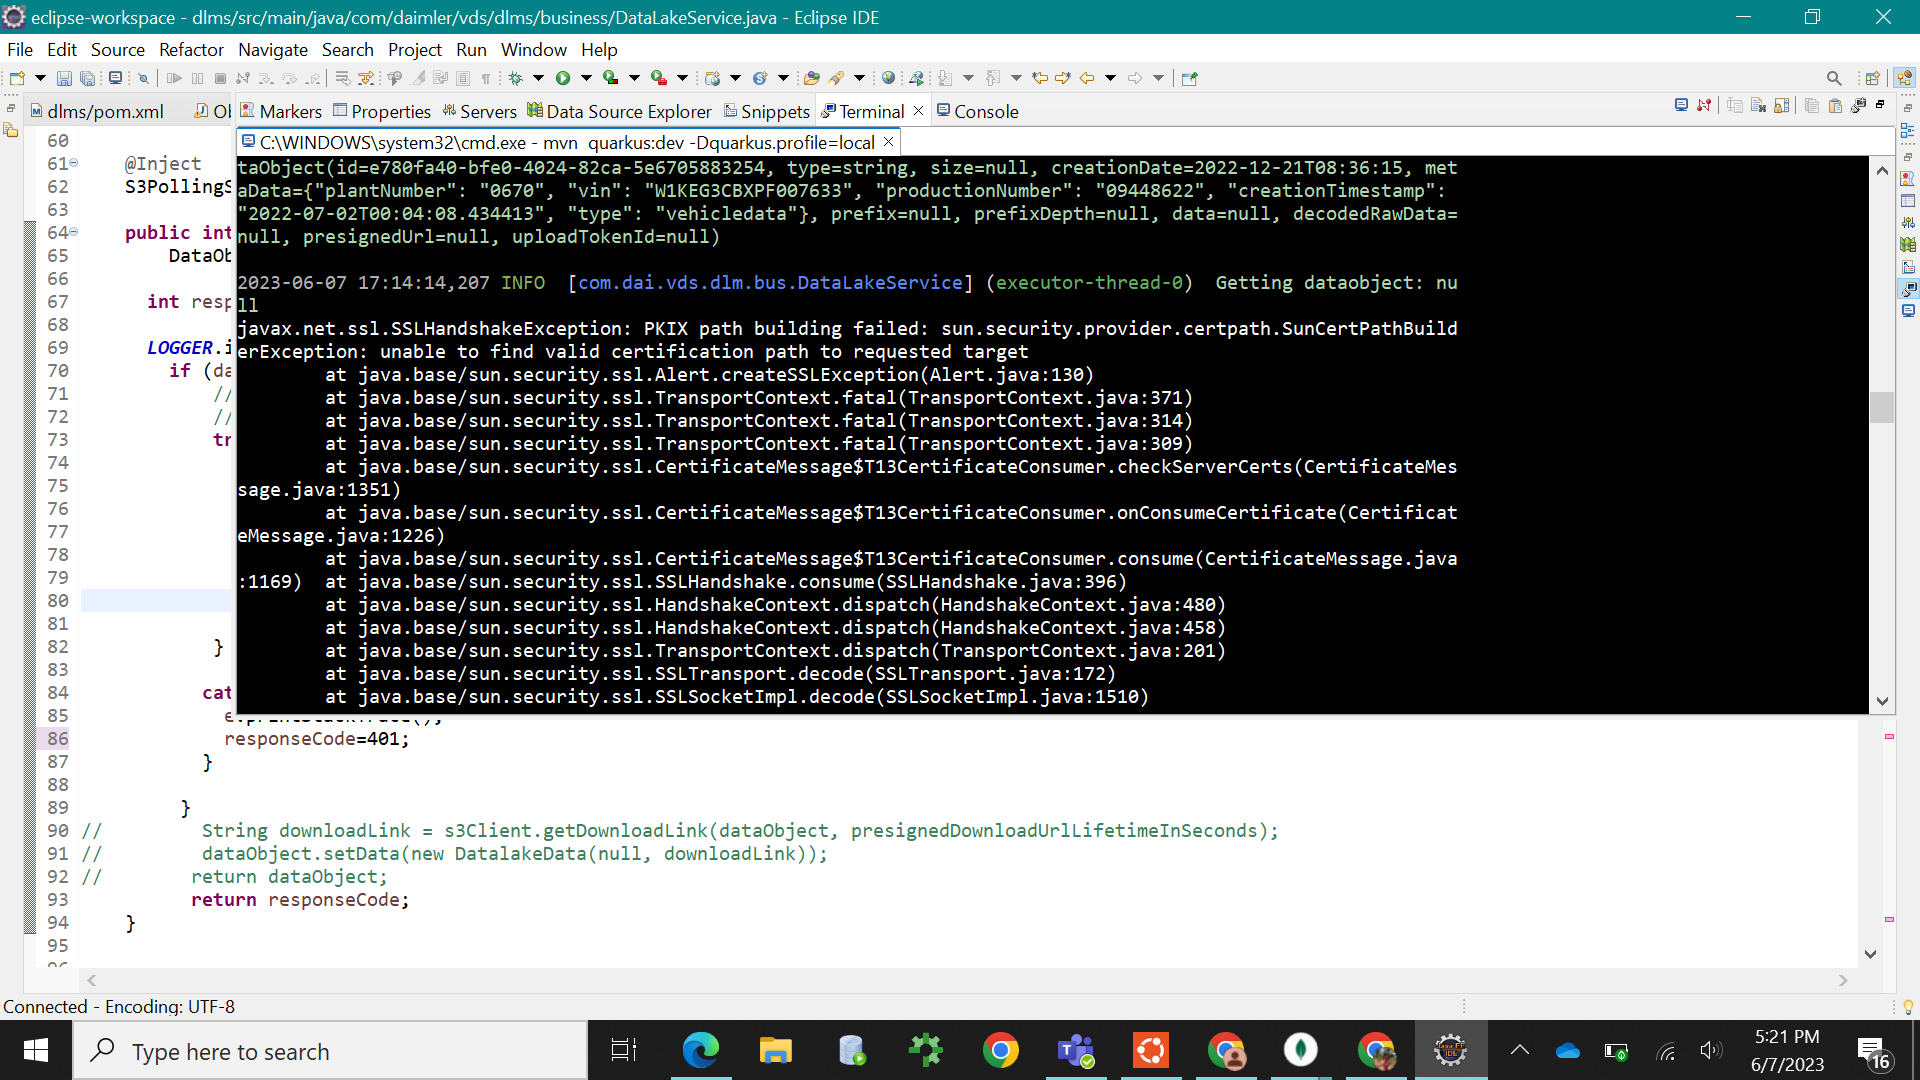 eclipse-workspace - dlms/src/main/java/com/daimler/vds/dlms/business/DataLakeService.java - Eclipse IDE
File Edit Source Refactor Navigate Search Project Run Window Help
dlms/pom.xml
Markers Properties Servers Data Source Explorer Snippets Terminal Console
C:\WINDOWS\system32\cmd.exe - mvn quarkus:dev -Dquarkus.profile=local
taObject(id=e780fa40-bfe0-4024-82ca-5e6705883254, type=string, size=null, creationDate=2022-12-21T08:36:15, met
aData={"plantNumber": "0670", "vin": "W1KEG3CBXPF007633", "productionNumber": "09448622", "creationTimestamp":
"2022-07-02T00:04:08.434413", "type": "vehicledata"}, prefix=null, prefixDepth=null, data=null, decodedRawData=
null, presignedUrl=null, uploadTokenId=null)
2023-06-07 17:14:14,207 INFO [com.dai.vds.dlm.bus.DataLakeService] (executor-thread-0) Getting dataobject: nu
ll
javax.net.ssl.SSLHandshakeException: PKIX path building failed: sun.security.provider.certpath.SunCertPathBuild
erException: unable to find valid certification path to requested target
at java.base/sun.security.ssl.Alert.createSSLException(Alert.java:130)
at java.base/sun.security.ssl.TransportContext.fatal(TransportContext.java:371)
at java.base/sun.security.ssl.TransportContext.fatal(TransportContext.java:314)
at java.base/sun.security.ssl.TransportContext.fatal(TransportContext.java:309)
at java.base/sun.security.ssl.CertificateMessage$T13CertificateConsumer.checkServerCerts(CertificateMes
sage.java:1351)
at java.base/sun.security.ssl.CertificateMessage$T13CertificateConsumer.onConsumeCertificate(Certificat
eMessage.java:1226)
at java.base/sun.security.ssl.CertificateMessage$T13CertificateConsumer.consume(CertificateMessage.java
:1169) at java.base/sun.security.ssl.SSLHandshake.consume(SSLHandshake.java:396)
at java.base/sun.security.ssl.HandshakeContext.dispatch(HandshakeContext.java:480)
at java.base/sun.security.ssl.HandshakeContext.dispatch(HandshakeContext.java:458)
at java.base/sun.security.ssl.TransportContext.dispatch(TransportContext.java:201)
at java.base/sun.security.ssl.SSLTransport.decode(SSLTransport.java:172)
at java.base/sun.security.ssl.SSLSocketImpl.decode(SSLSocketImpl.java:1510)
60
61 @Inject
62 S3PollingS
63
64 public int
65 DataOb
66
67 int resp
68
69 LOGGER.i
70 if (da
71 //
72 //
73 tr
74
75
76
77
78
79
80
81
82 }
83
84 cat
85
86 responseCode=401;
87 }
88
89 }
90 // String downloadLink = s3Client.getDownloadLink(dataObject, presignedDownloadUrlLifetimeInSeconds);
91 // dataObject.setData(new DatalakeData(null, downloadLink));
92 // return dataObject;
93 return responseCode;
94 }
95
Connected - Encoding: UTF-8
Type here to search
5:21 PM
6/7/2023
16